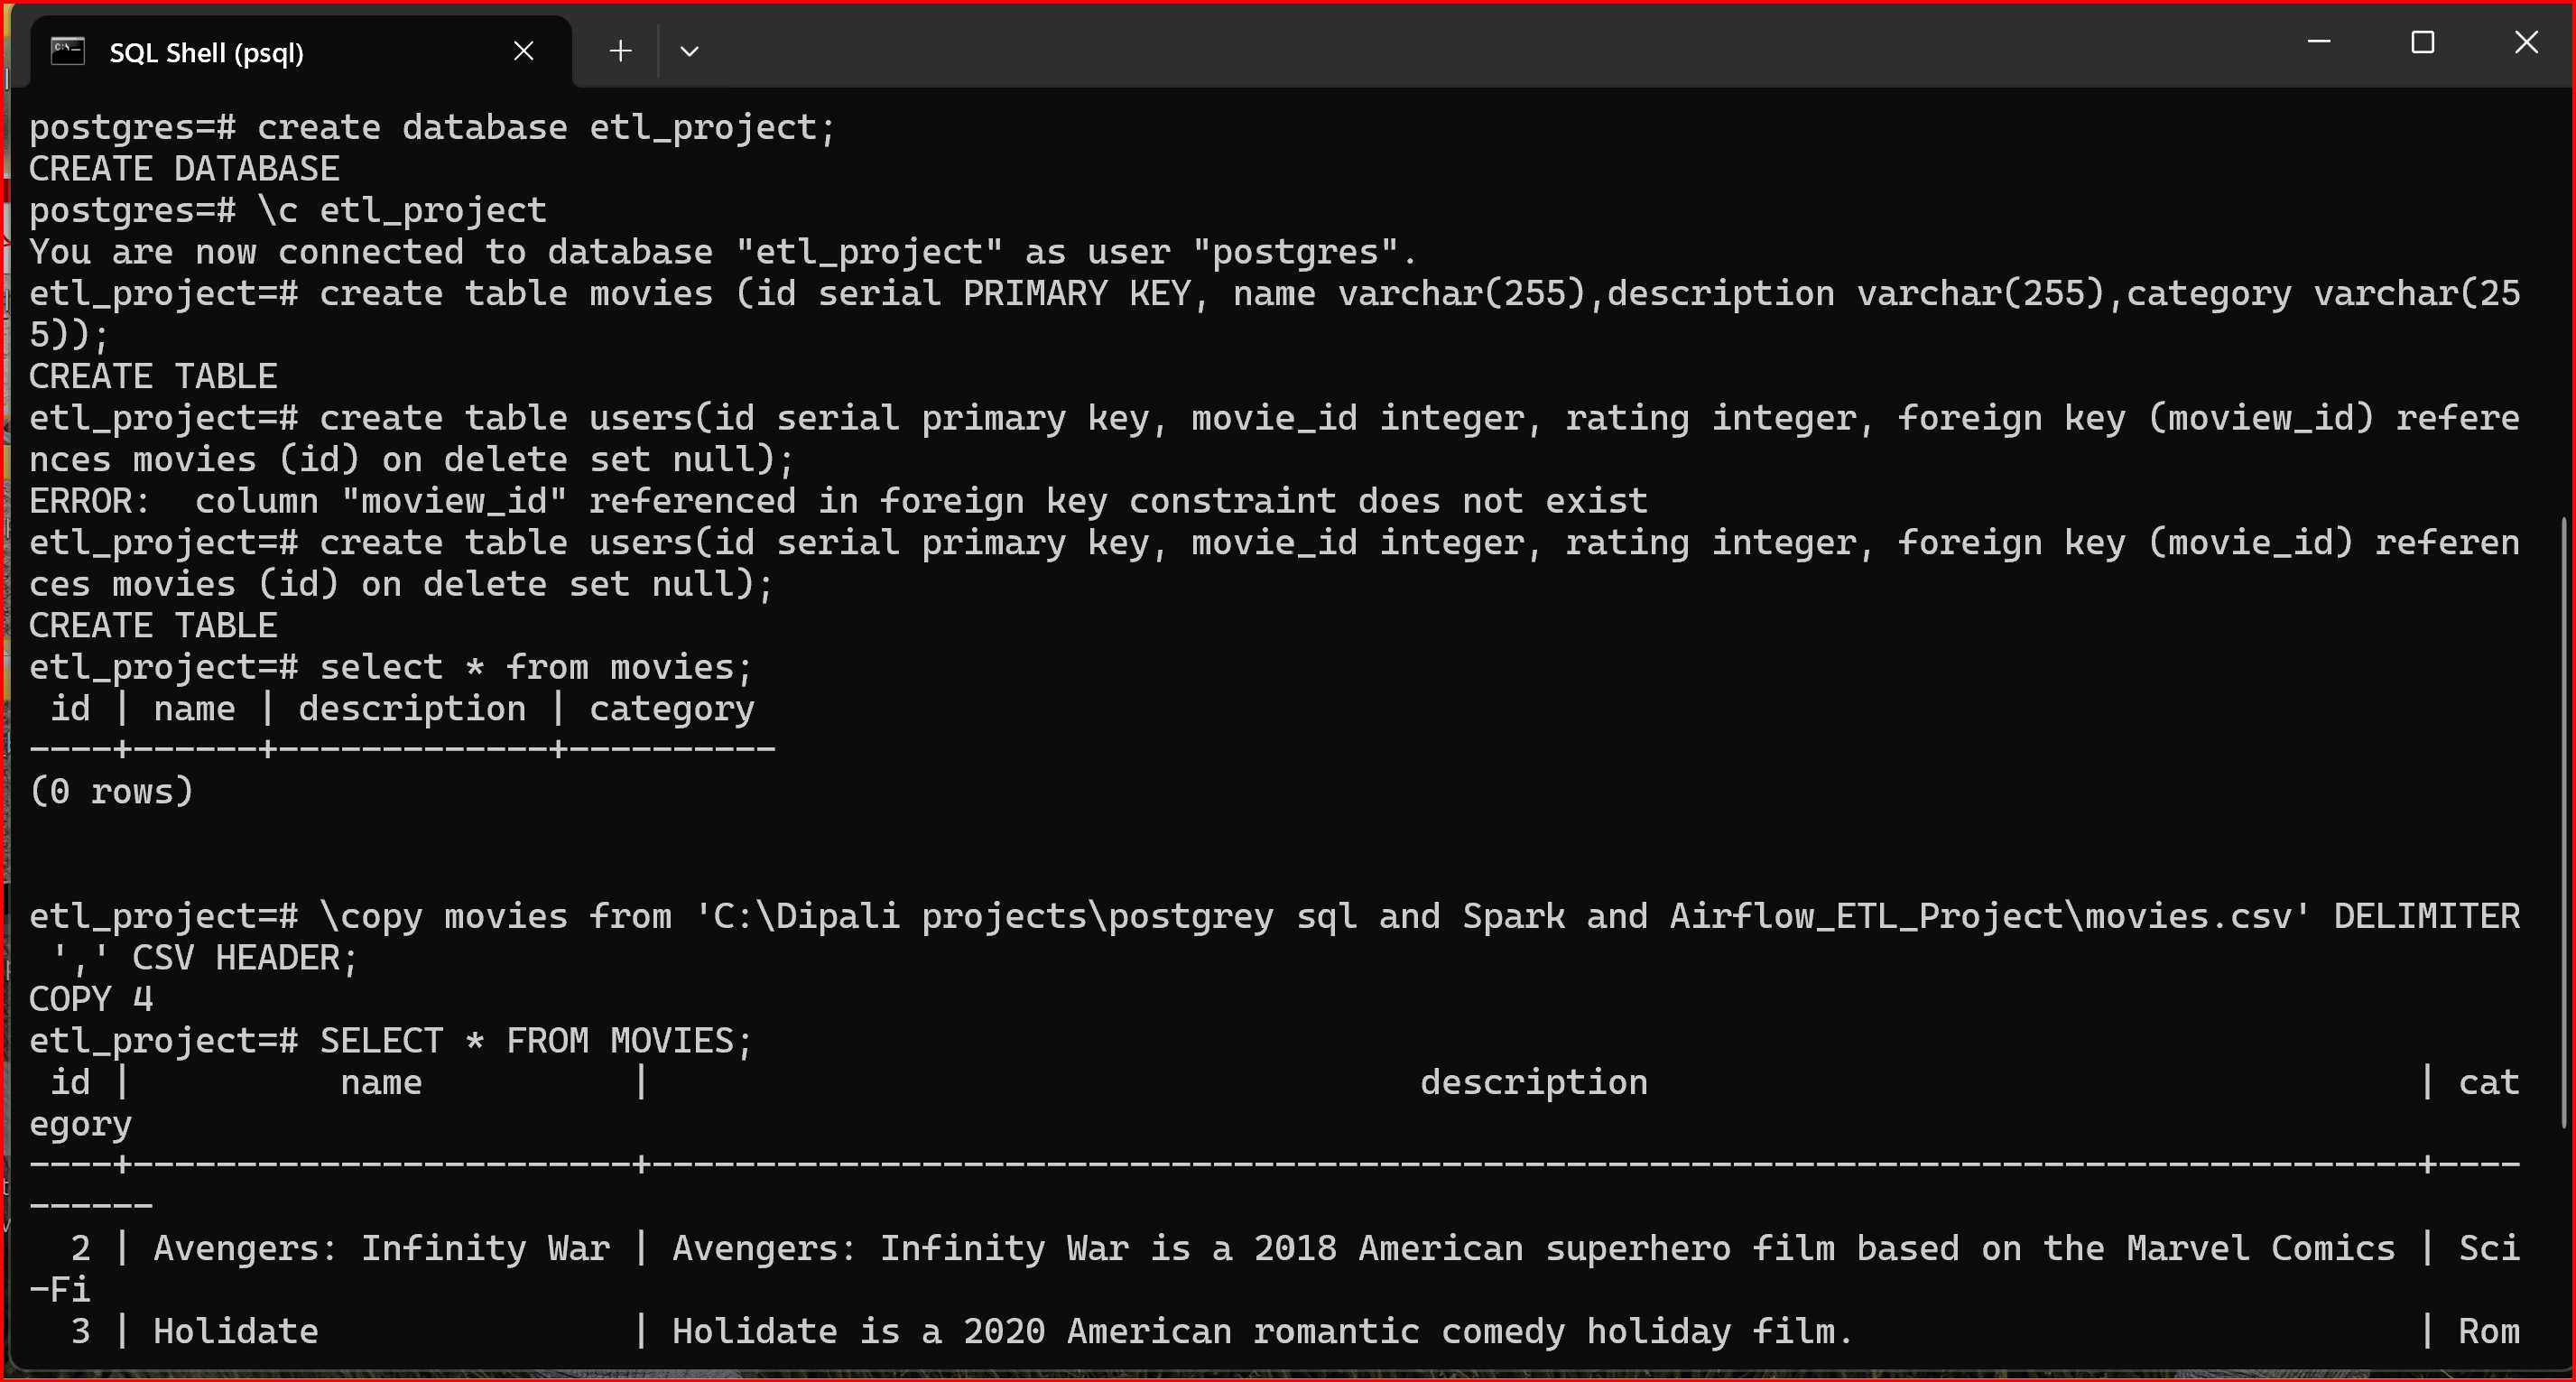 SQL Shell (psql)
postgres=# create database etl_project;
CREATE DATABASE
postgres=# \c etl_project
You are now connected to database "etl_project" as user "postgres".
etl_project=# create table movies (id serial PRIMARY KEY, name varchar(255),description varchar(255),category varchar(25
5));
CREATE TABLE
etl_project=# create table users(id serial primary key, movie_id integer, rating integer, foreign key (moview_id) refere
nces movies (id) on delete set null);
ERROR:  column "moview_id" referenced in foreign key constraint does not exist
etl_project=# create table users(id serial primary key, movie_id integer, rating integer, foreign key (movie_id) referen
ces movies (id) on delete set null);
CREATE TABLE
etl_project=# select * from movies;
 id | name | description | category
----+------+-------------+----------
(0 rows)
etl_project=# \copy movies from 'C:\Dipali projects\postgrey sql and Spark and Airflow_ETL_Project\movies.csv' DELIMITER
 ',' CSV HEADER;
COPY 4
etl_project=# SELECT * FROM MOVIES;
 id |          name          |                                     description                                     | cat
egory
----+------------------------+-------------------------------------------------------------------------------------+----
------
  2 | Avengers: Infinity War | Avengers: Infinity War is a 2018 American superhero film based on the Marvel Comics | Sci
-Fi
  3 | Holidate               | Holidate is a 2020 American romantic comedy holiday film.                           | Rom